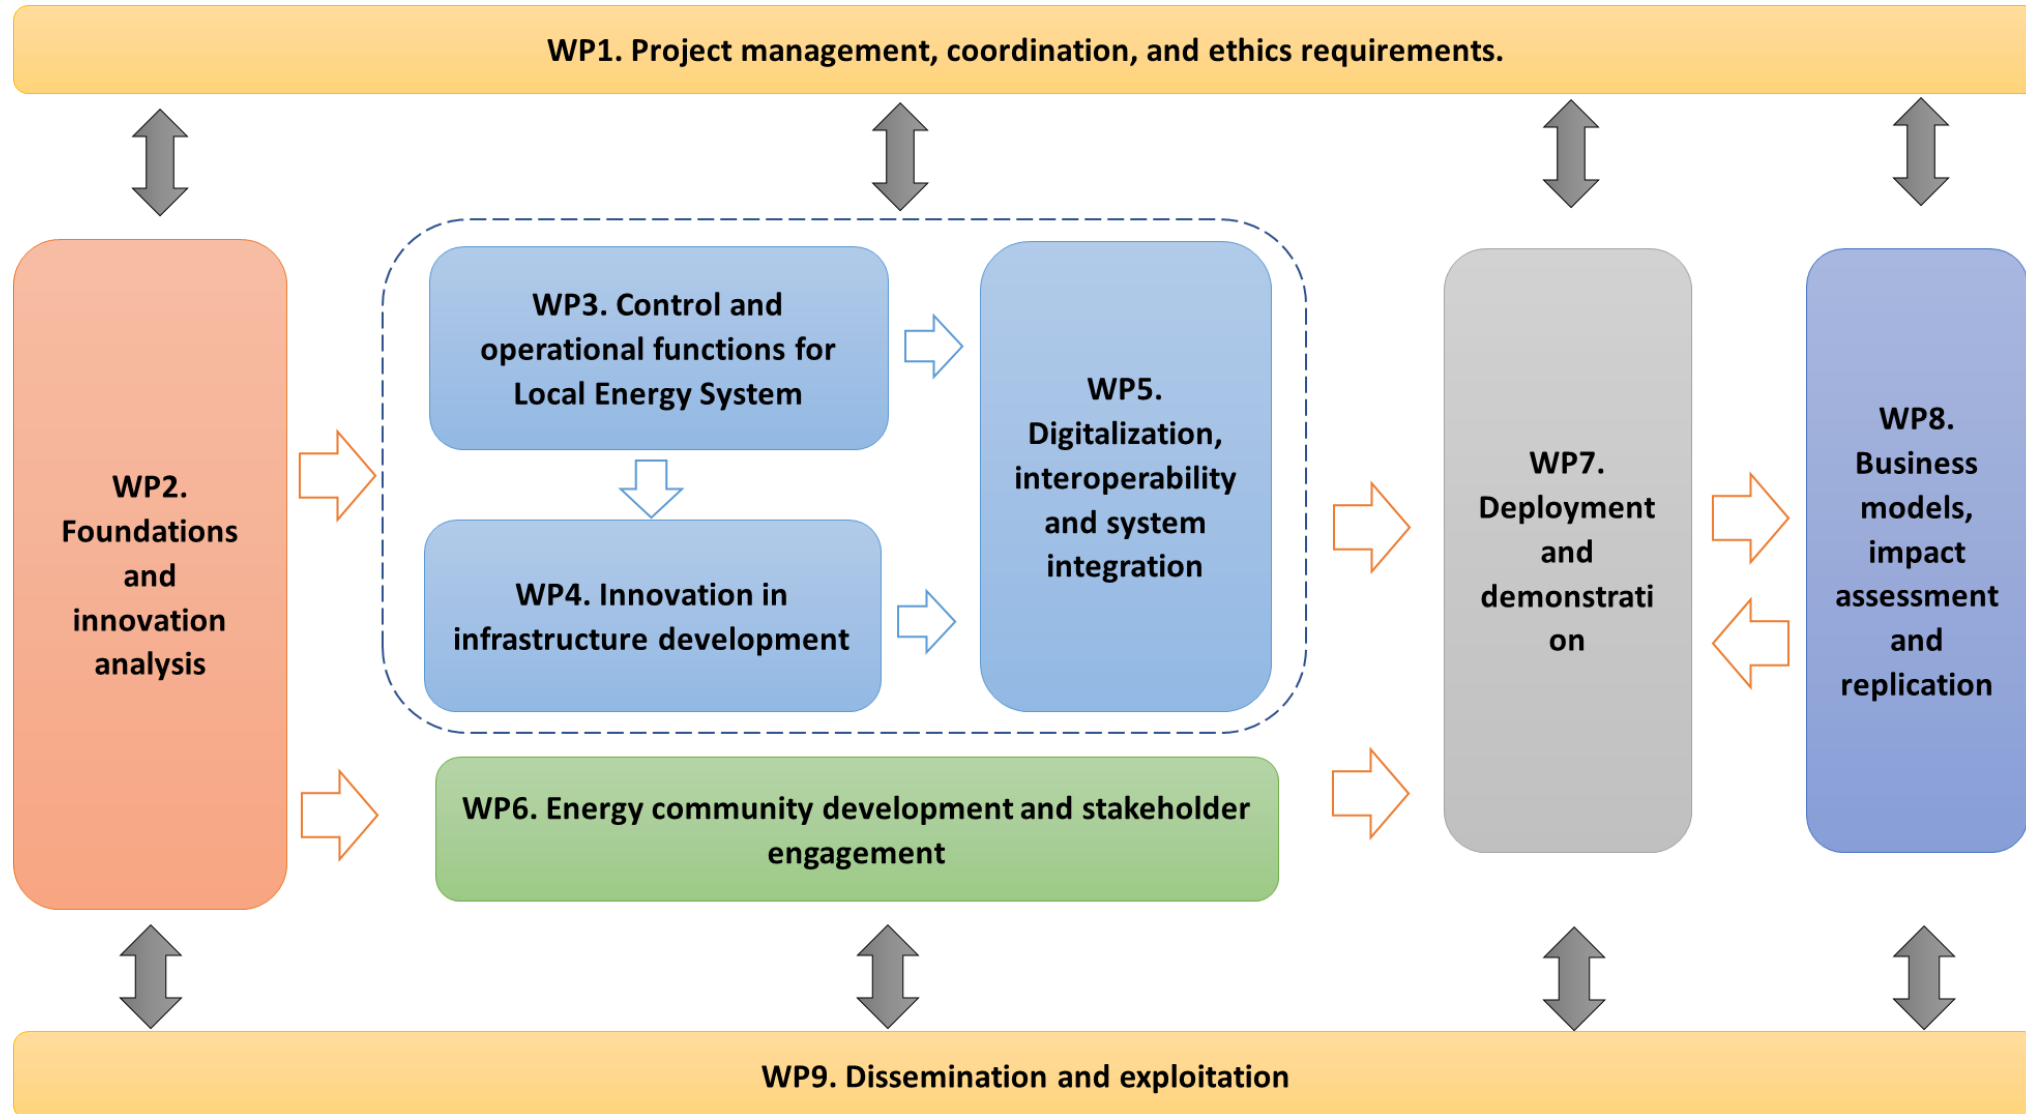 WP1. Project management, coordination, and ethics requirements.
WP2.
Foundations
and
innovation
analysis
WP3. Control and
operational functions for
Local Energy System
WP4. Innovation in
infrastructure development
WP5.
Digitalization,
interoperability
and system
integration
WP6. Energy community development and stakeholder
engagement
WP7.
Deployment
and
demonstrati
on
WP8.
Business
models,
impact
assessment
and
replication
WP9. Dissemination and exploitation